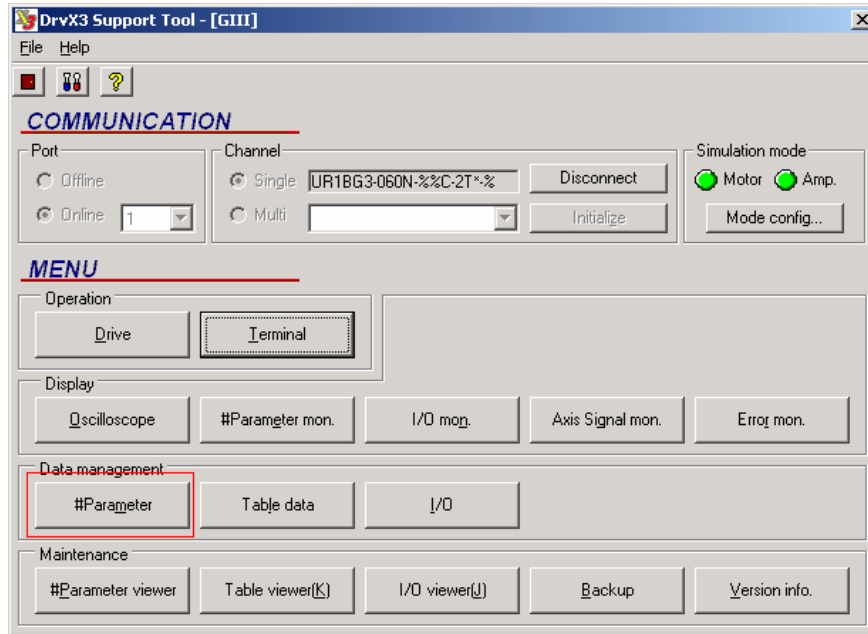 DrvX3 Support Tool - [GIII]
File Help
COMMUNICATION
Port
Offline
Online 1
Channel
Single UR1BG3-060N-%%C-2T*-% Disconnect
Multi Initialize
Simulation mode
Motor Amp.
Mode config...
MENU
Operation
Drive Terminal
Display
Oscilloscope #Parameter mon. I/O mon. Axis Signal mon. Error mon.
Data management
#Parameter Table data I/O
Maintenance
#Parameter viewer Table viewer(K) I/O viewer(J) Backup Version info.